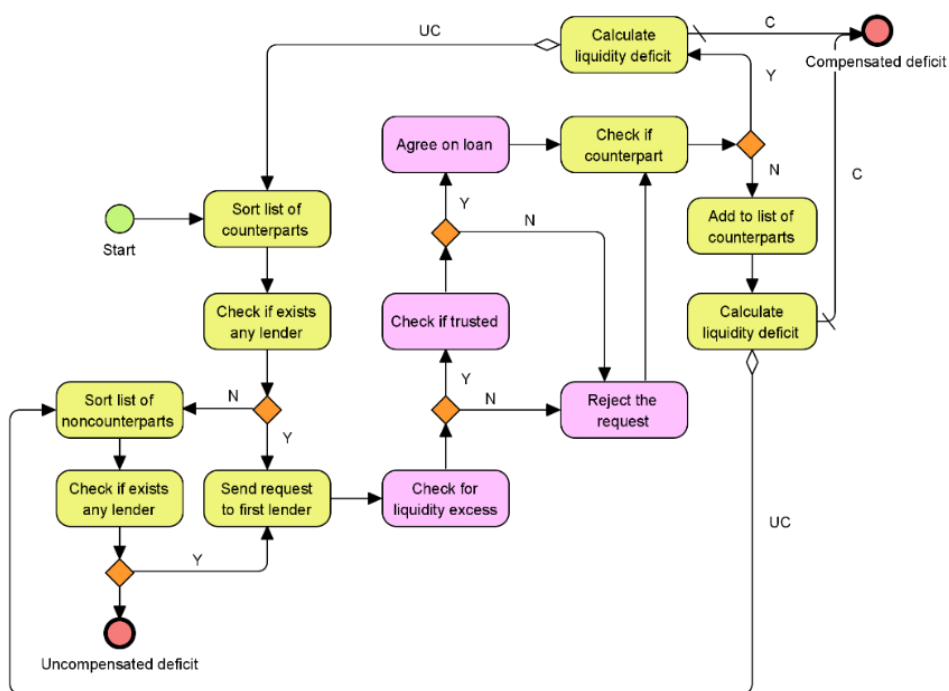 UC
Calculate
liquidity deficit
C
Compensated deficit
Y
Agree on loan
Check if
counterpart
N
C
Sort list of
counterparts
Start
Y
N
Add to list of
counterparts
Check if exists
any lender
Check if trusted
Calculate
liquidity deficit
Sort list of
noncounterparts
N
Y
Y
N
Reject the
request
Check if exists
any lender
Send request
to first lender
Check for
liquidity excess
UC
Y
Uncompensated deficit